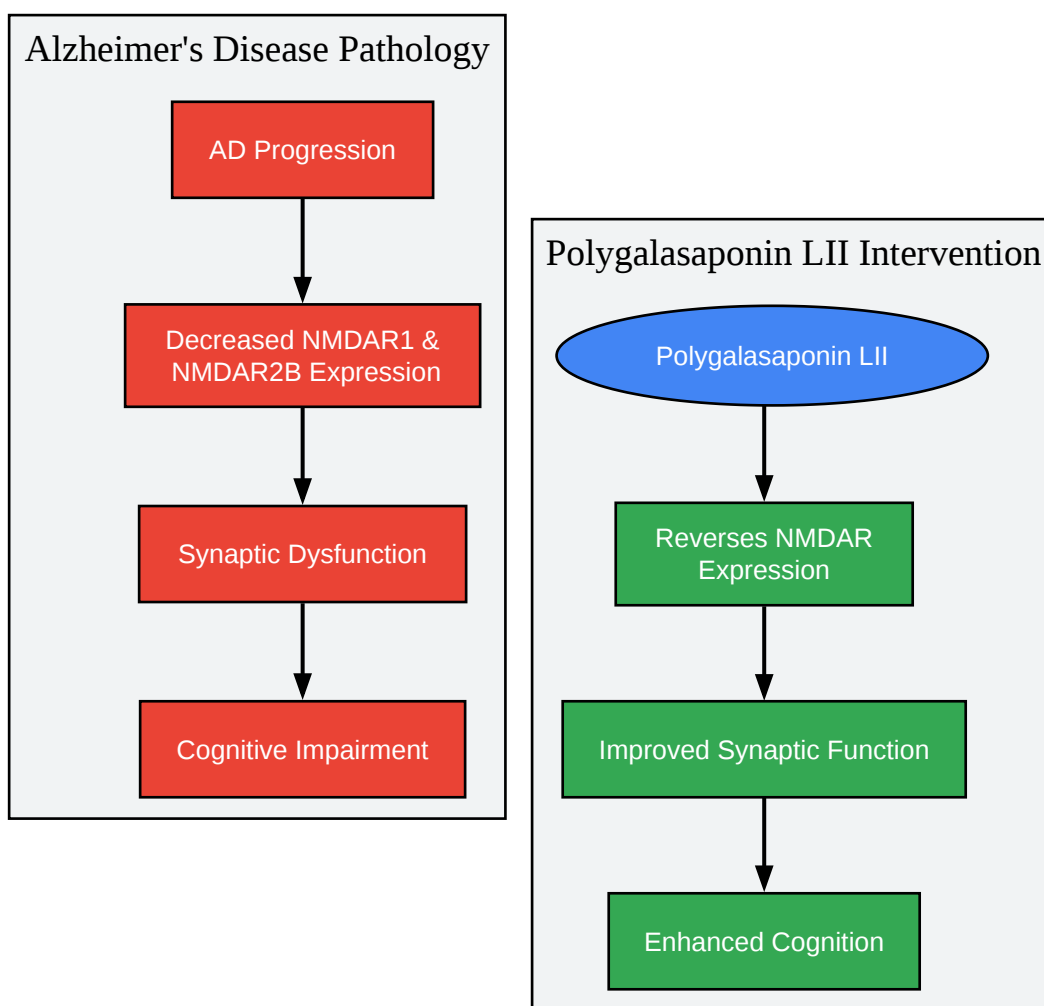 Alzheimer's Disease Pathology
AD Progression
Decreased NMDAR1 &
NMDAR2B Expression
Synaptic Dysfunction
Cognitive Impairment
Polygalasaponin LII Intervention
Polygalasaponin LII
Reverses NMDAR
Expression
Improved Synaptic Function
Enhanced Cognition